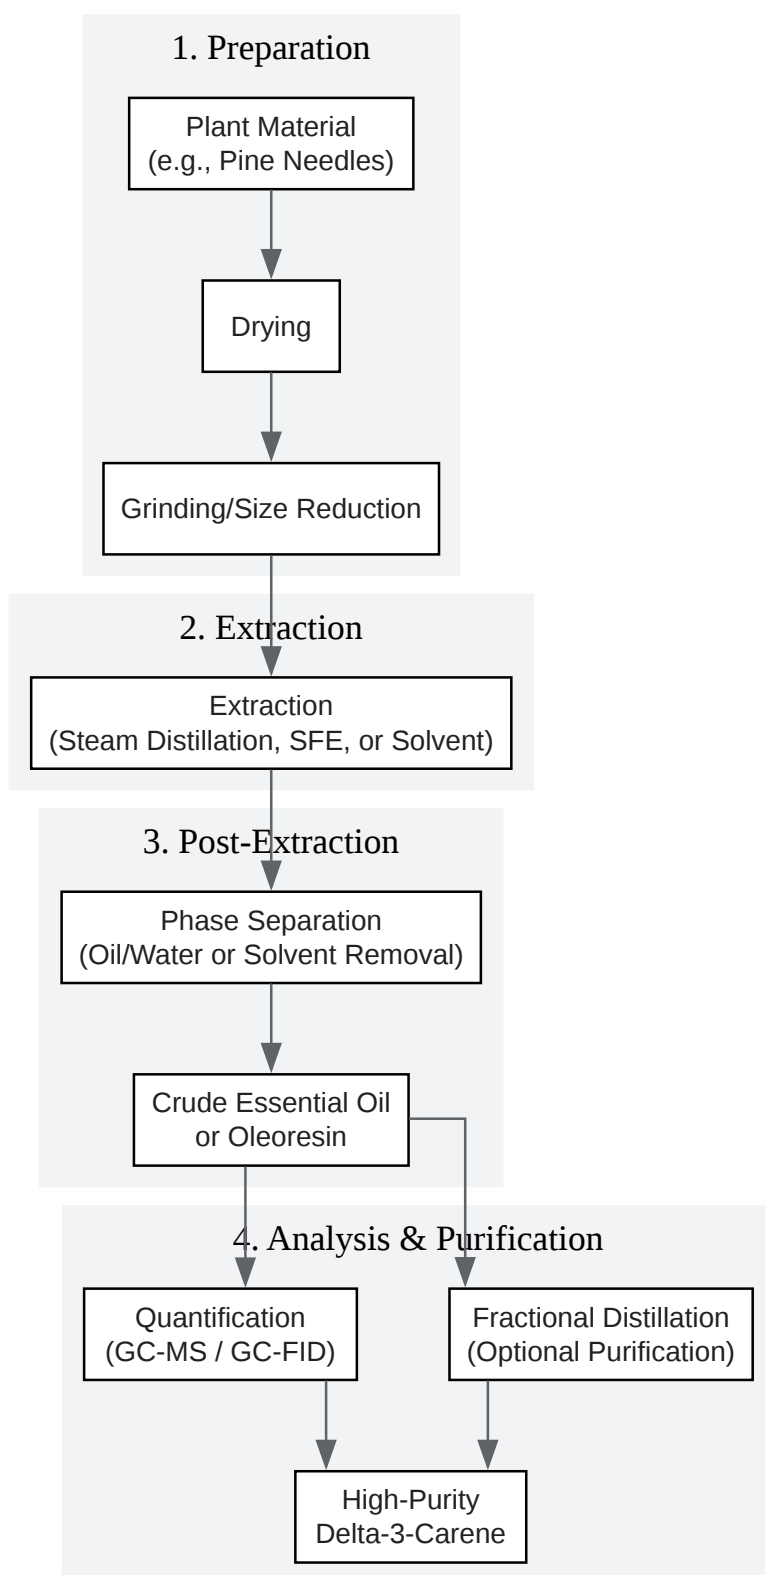 1. Preparation
Plant Material
(e.g., Pine Needles)
Drying
Grinding/Size Reduction
2. Extraction
Extraction
(Steam Distillation, SFE, or Solvent)
3. Post-Extraction
Phase Separation
(Oil/Water or Solvent Removal)
Crude Essential Oil
or Oleoresin
4. Analysis & Purification
Quantification
(GC-MS / GC-FID)
Fractional Distillation
(Optional Purification)
High-Purity
Delta-3-Carene